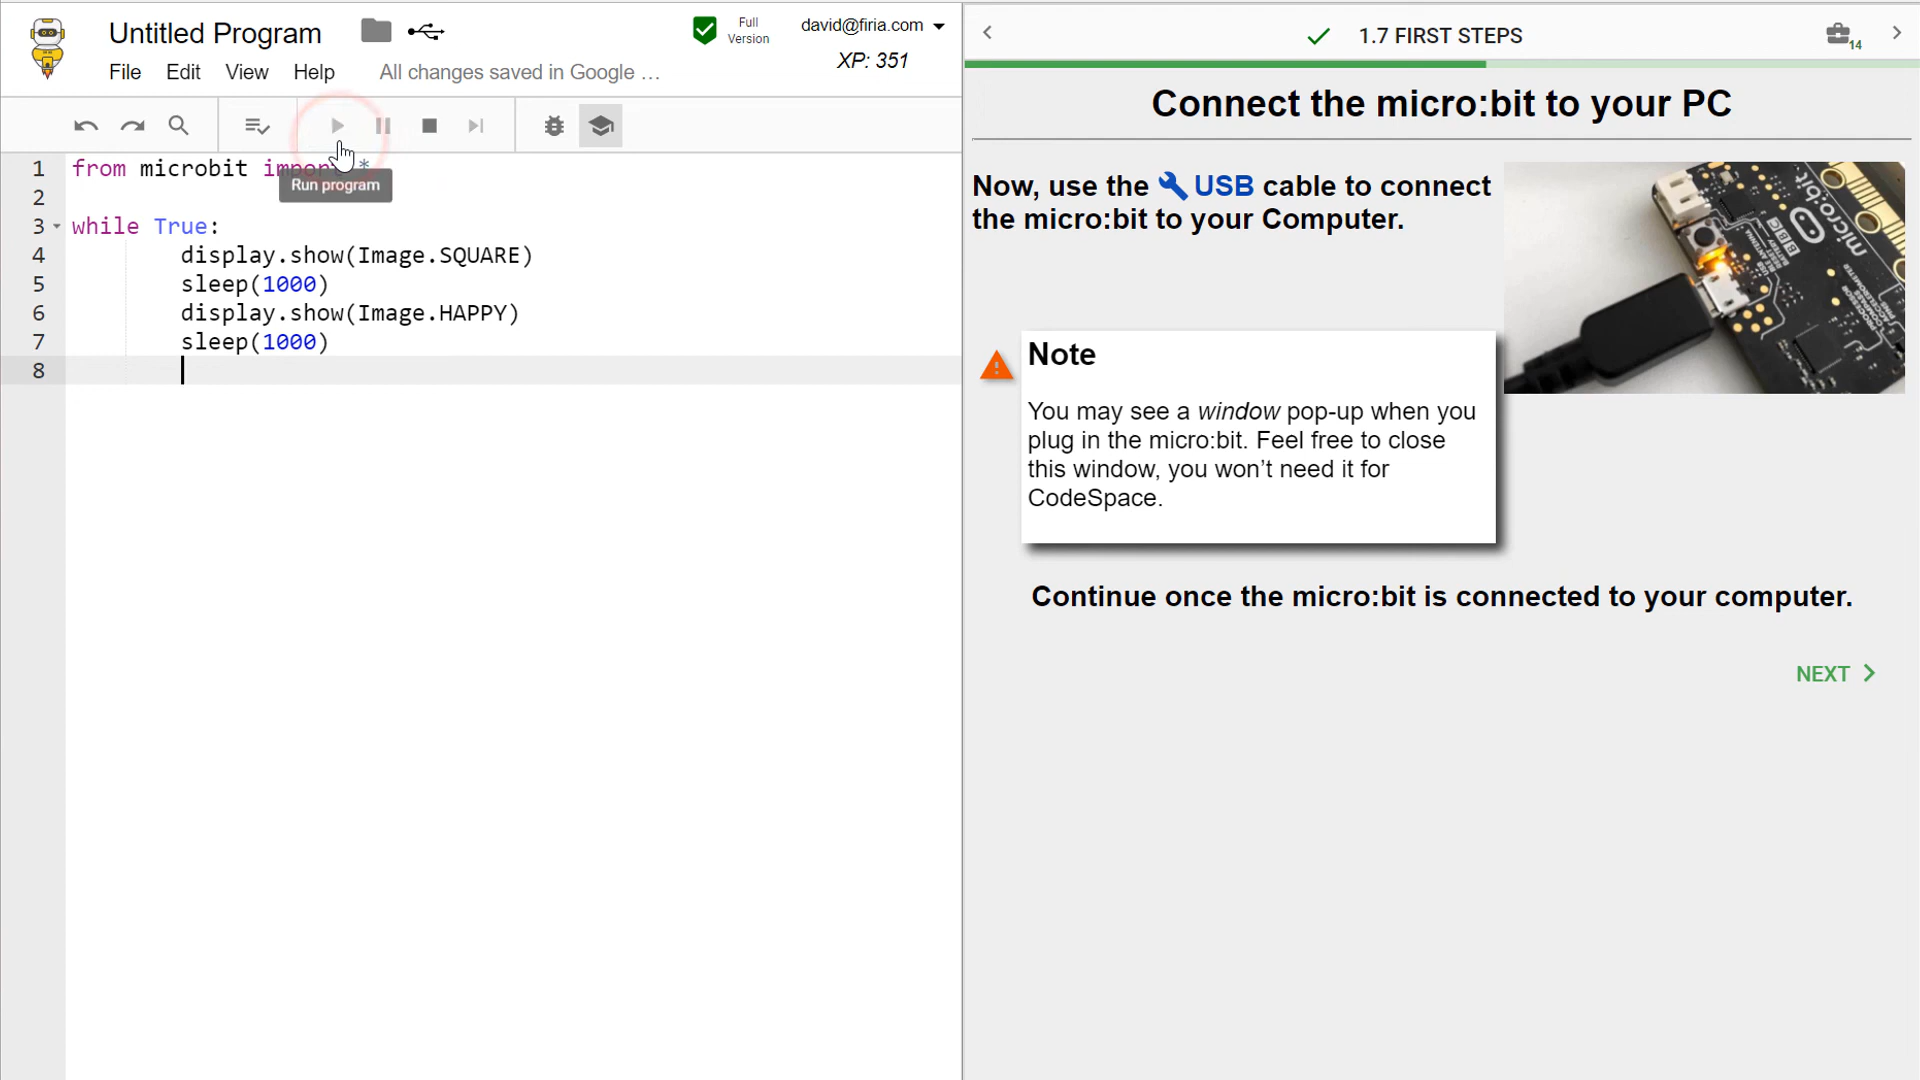 Untitled Program
File Edit View Help All changes saved in Google …
Full
Version
david@firia.com
XP: 351
Run program
1 from microbit import *
2
3 while True:
4 display.show(Image.SQUARE)
5 sleep(1000)
6 display.show(Image.HAPPY)
7 sleep(1000)
8
1.7 FIRST STEPS
14
Connect the micro:bit to your PC
Now, use the USB cable to connect
the micro:bit to your Computer.
micro:bit
Note
You may see a window pop-up when you
plug in the micro:bit. Feel free to close
this window, you won’t need it for
CodeSpace.
Continue once the micro:bit is connected to your computer.
NEXT